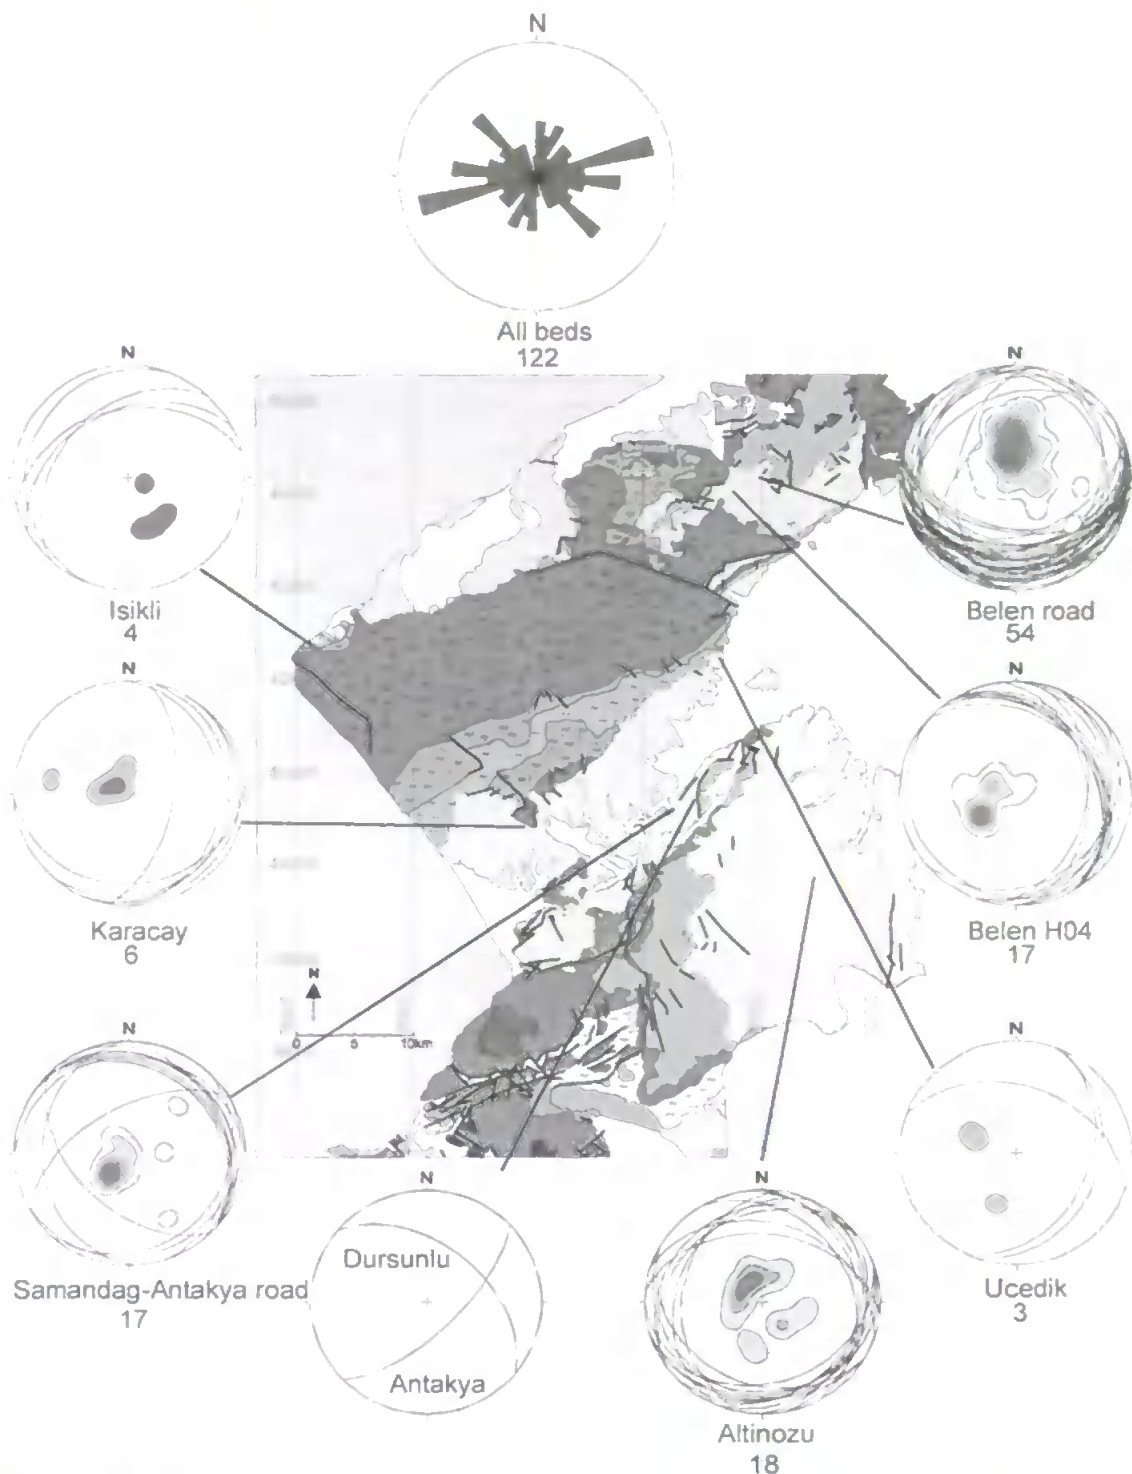 N
All beds
122
N
Isikli
4
N
Belen road
54
N
Karacay
6
N
Belen H04
17
N
0 5 10km
N
Samandag-Antakya road
17
N
Dursunlu
Antakya
N
Altinozu
18
N
Ucedik
3